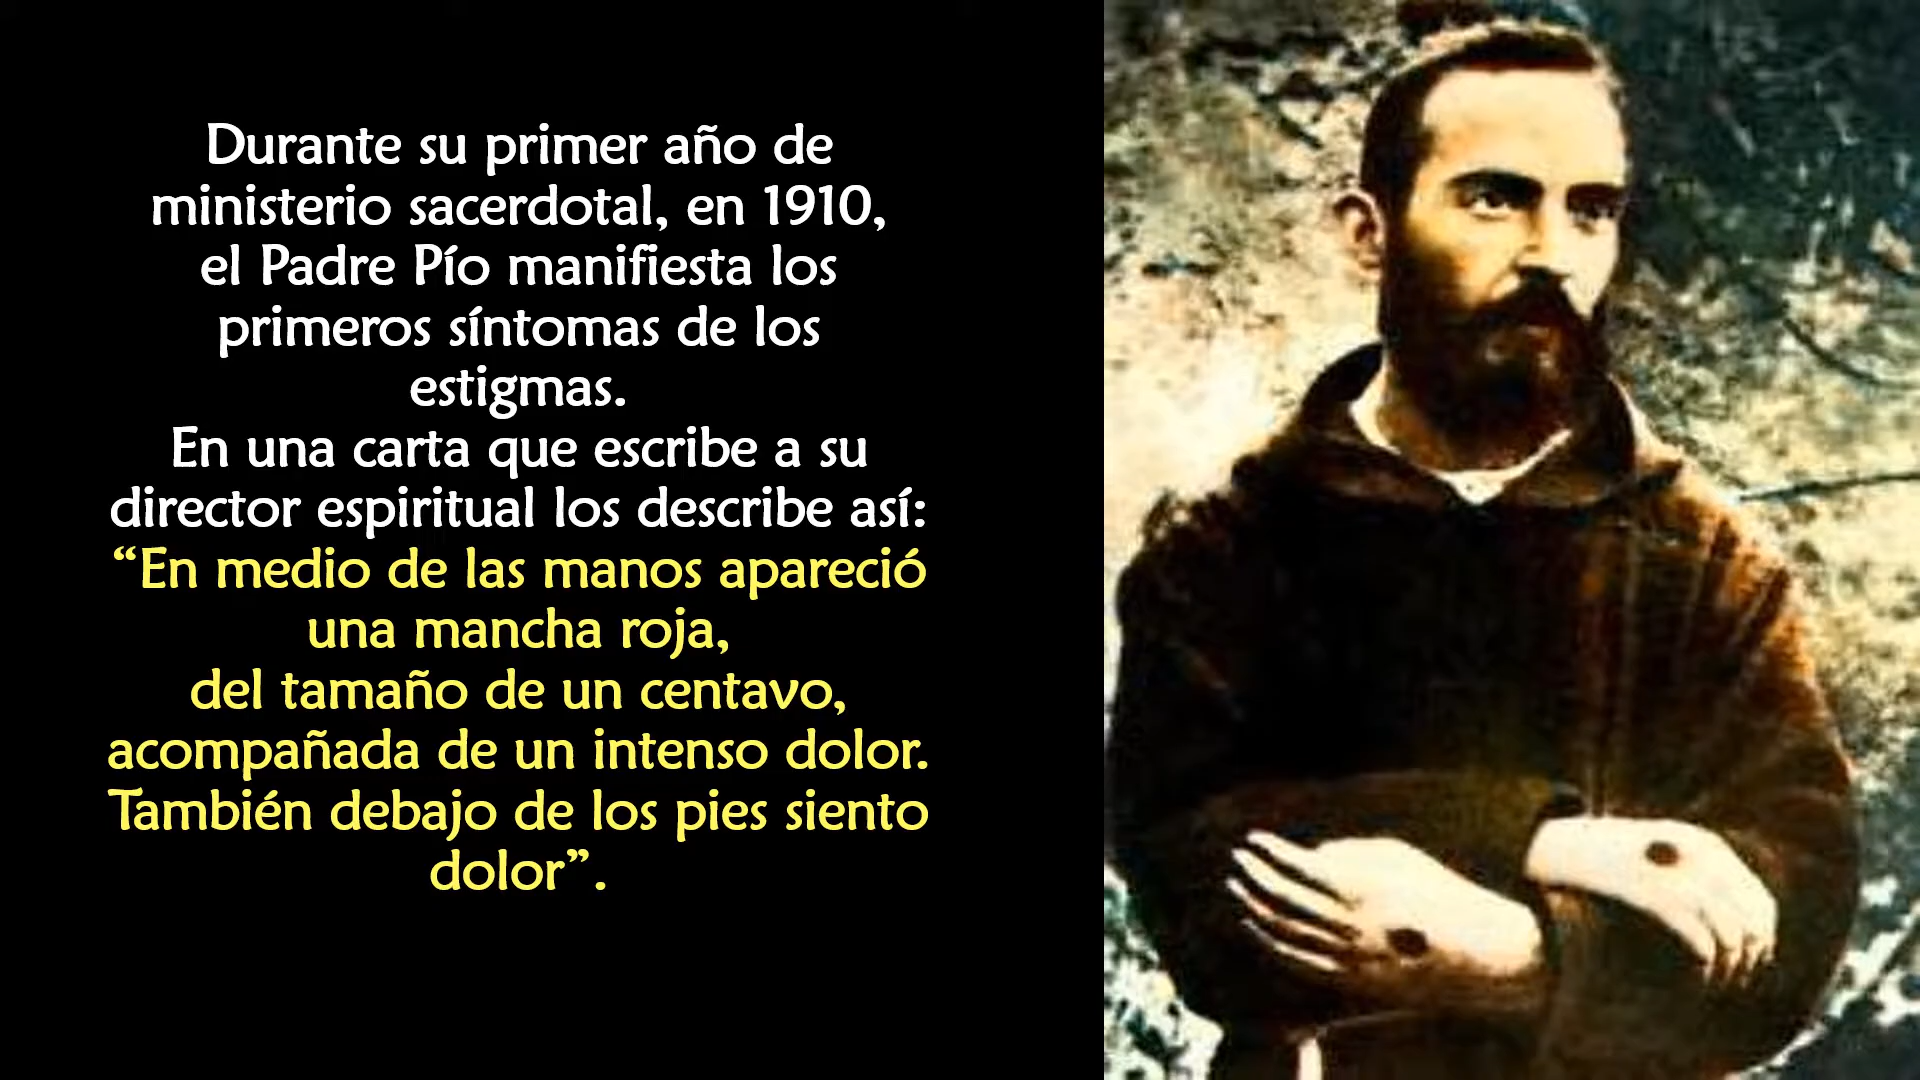 Durante su primer año de
ministerio sacerdotal, en 1910,
el Padre Pío manifiesta los
primeros síntomas de los
estigmas.
En una carta que escribe a su
director espiritual los describe así:
“En medio de las manos apareció
una mancha roja,
del tamaño de un centavo,
acompañada de un intenso dolor.
También debajo de los pies siento
dolor”.